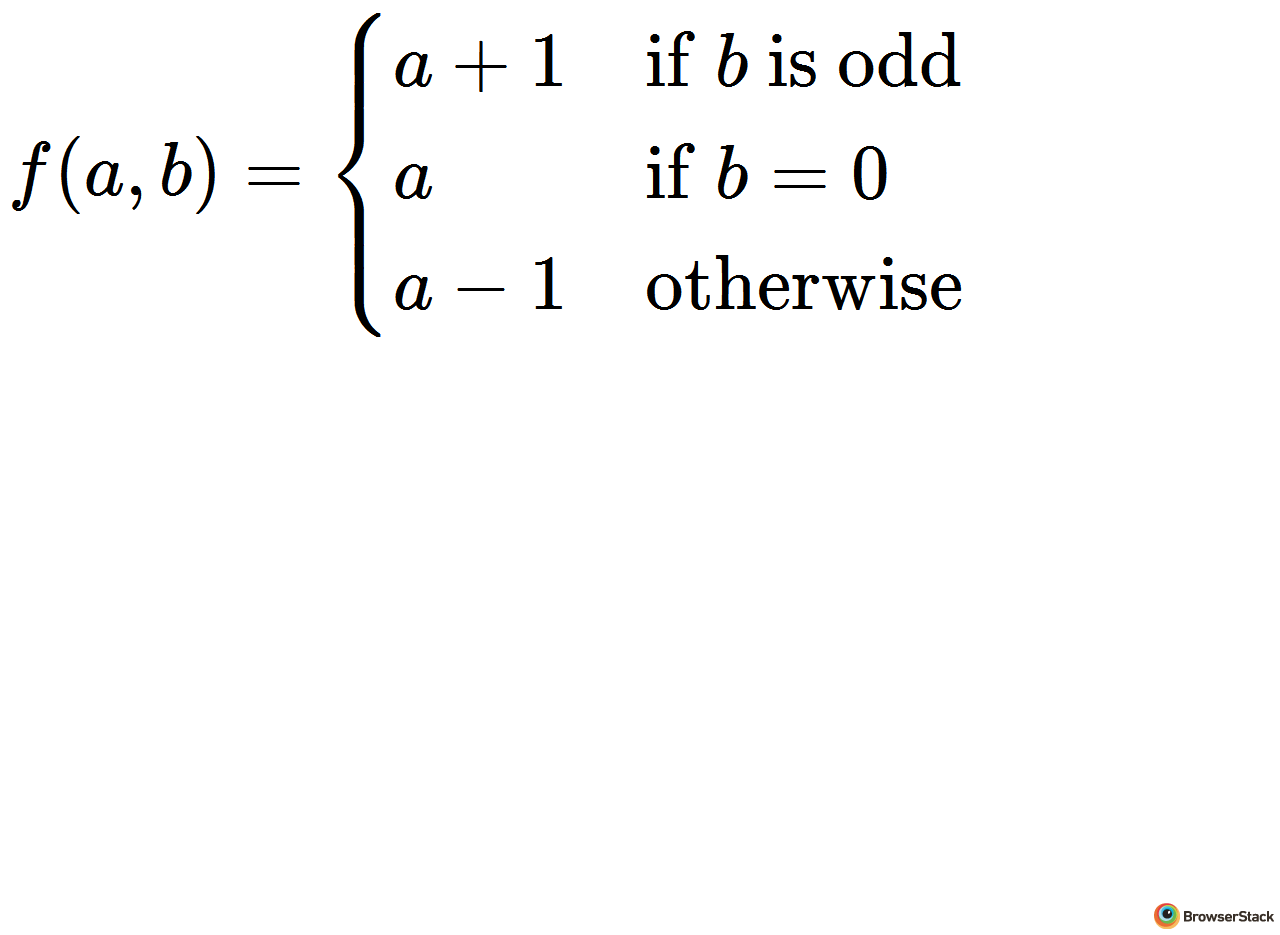 a + 1 if b is odd
f(a, b) = { a if b = 0
a − 1 otherwise
BrowserStack